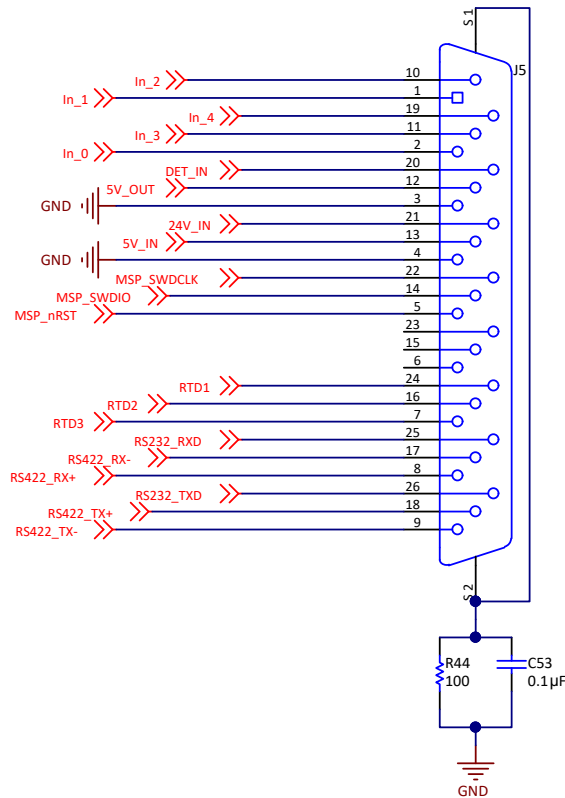 S 1
J5
In_2 10
In_1 1
In_4 19
In_3 11
In_0 2
DET_IN 20
5V_OUT 12
GND 3
24V_IN 21
5V_IN 13
GND 4
MSP_SWDCLK 22
MSP_SWDIO 14
MSP_nRST 5
23
15
6
RTD1 24
RTD2 16
RTD3 7
RS232_RXD 25
RS422_RX- 17
RS422_RX+ 8
RS232_TXD 26
RS422_TX+ 18
RS422_TX- 9
S 2
R44 C53
100 0.1µF
GND